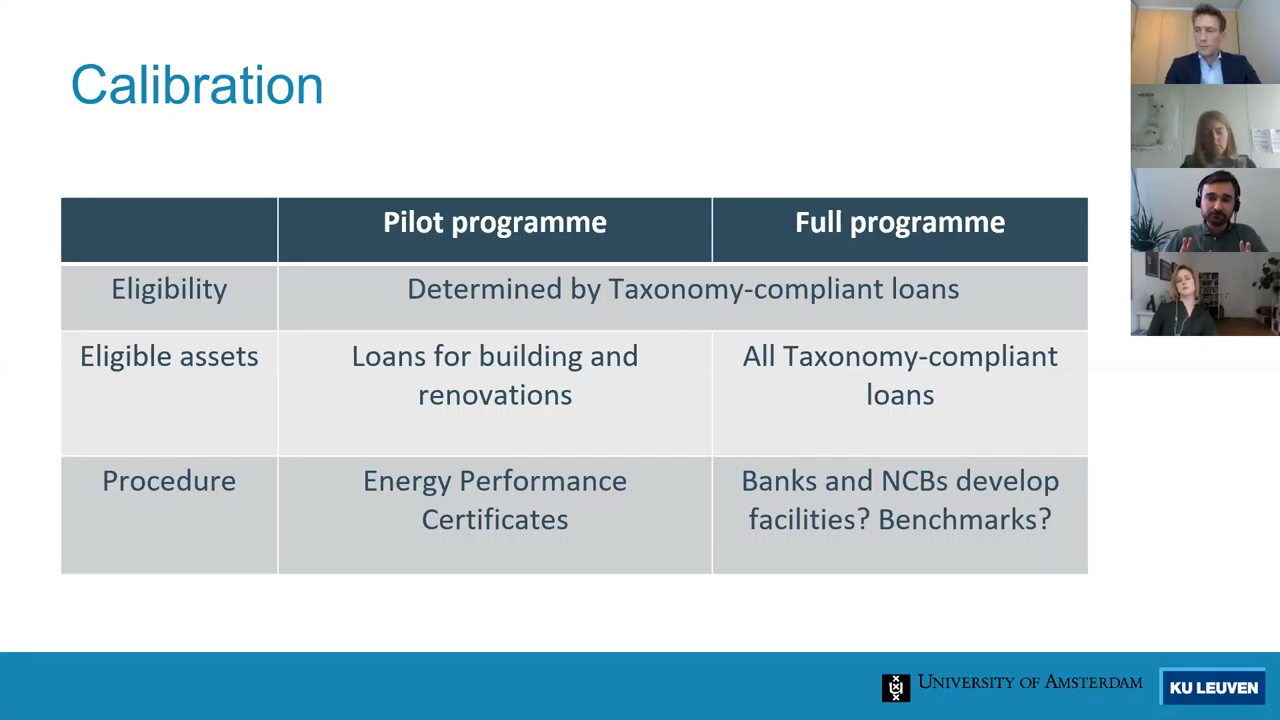 Calibration
Pilot programme
Full programme
Eligibility
Determined by Taxonomy-compliant loans
Eligible assets
Loans for building and
renovations
All Taxonomy-compliant
loans
Procedure
Energy Performance
Certificates
Banks and NCBs develop
facilities? Benchmarks?
UNIVERSITY OF AMSTERDAM
KU LEUVEN